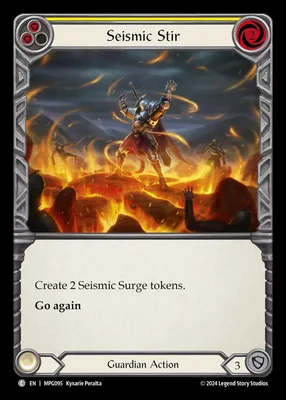 Seismic Stir
Create 2 Seismic Surge tokens.
Go again
Guardian Action
3
C EN | MPG095 Kyxarie Peralta
©2024 Legend Story Studios